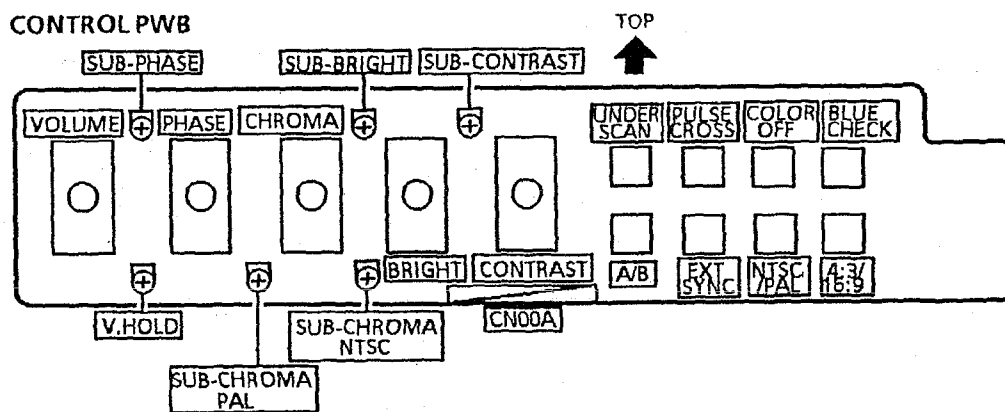 CONTROL PWB
TOP
SUB-PHASE
SUB-BRIGHT
SUB-CONTRAST
VOLUME
PHASE
CHROMA
UNDER
SCAN
PULSE
CROSS
COLOR
OFF
BLUE
CHECK
BRIGHT
CONTRAST
A/B
EXT
SYNC
NTSC
/PAL
4:3/
16:9
V.HOLD
SUB-CHROMA
NTSC
CN00A
SUB-CHROMA
PAL